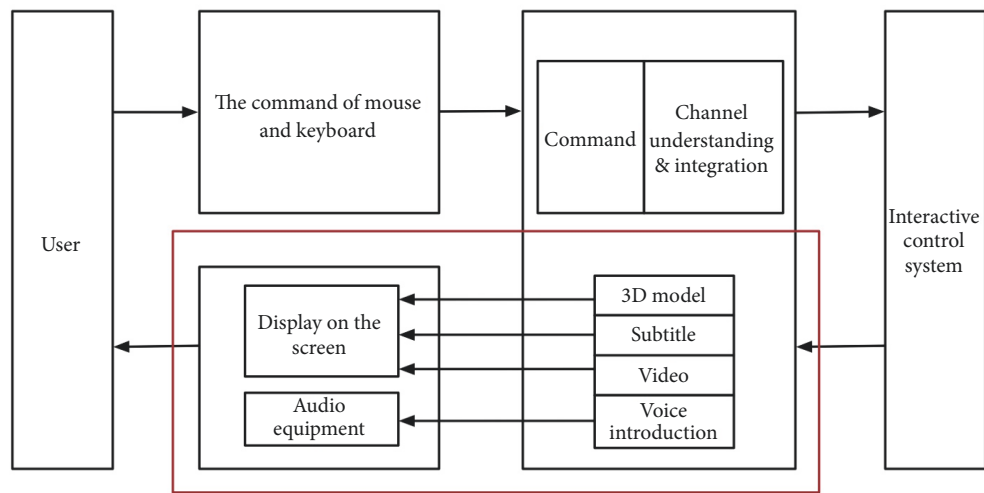 User
The command of mouse
and keyboard
Command
Channel
understanding
& integration
Interactive
control
system
Display on the
screen
Audio
equipment
3D model
Subtitle
Video
Voice
introduction